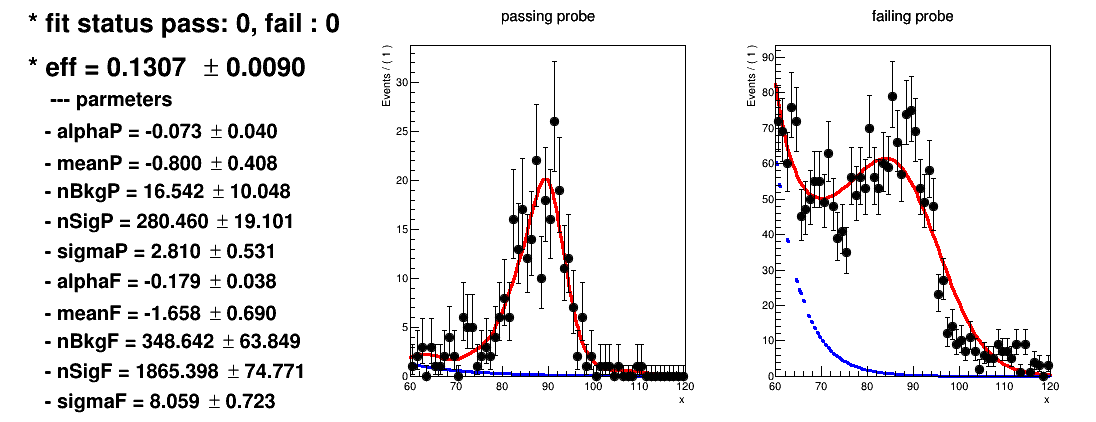 * fit status pass: 0, fail : 0
* eff = 0.1307 ± 0.0090
--- parmeters
- alphaP = -0.073 ± 0.040
- meanP = -0.800 ± 0.408
- nBkgP = 16.542 ± 10.048
- nSigP = 280.460 ± 19.101
- sigmaP = 2.810 ± 0.531
- alphaF = -0.179 ± 0.038
- meanF = -1.658 ± 0.690
- nBkgF = 348.642 ± 63.849
- nSigF = 1865.398 ± 74.771
- sigmaF = 8.059 ± 0.723
passing probe
Events / ( 1 )
30
25
20
15
10
5
0
60 70 80 90 100 110 120
x
failing probe
Events / ( 1 )
90
80
70
60
50
40
30
20
10
0
60 70 80 90 100 110 120
x